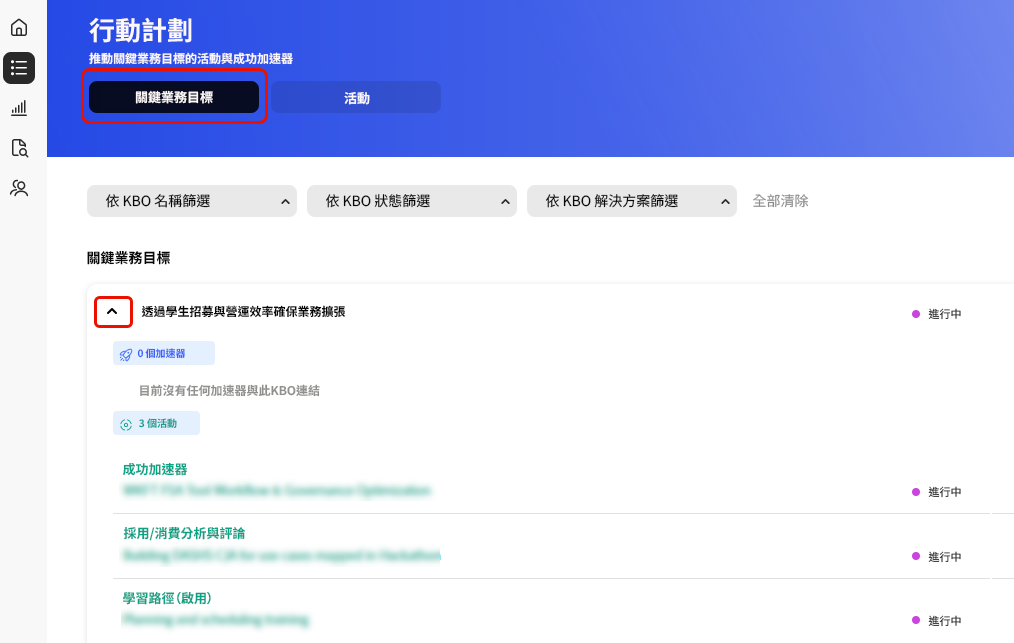 行動計劃
推動關鍵業務目標的活動與成功加速器
關鍵業務目標
活動
依 KBO 名稱篩選
依 KBO 狀態篩選
依 KBO 解決方案篩選
全部清除
關鍵業務目標
透過學生招募與營運效率確保業務擴張
進行中
0 個加速器
目前沒有任何加速器與此KBO連結
3 個活動
成功加速器
進行中
採用/消費分析與評論
進行中
學習路徑（啟用）
Planning and scheduling training
進行中